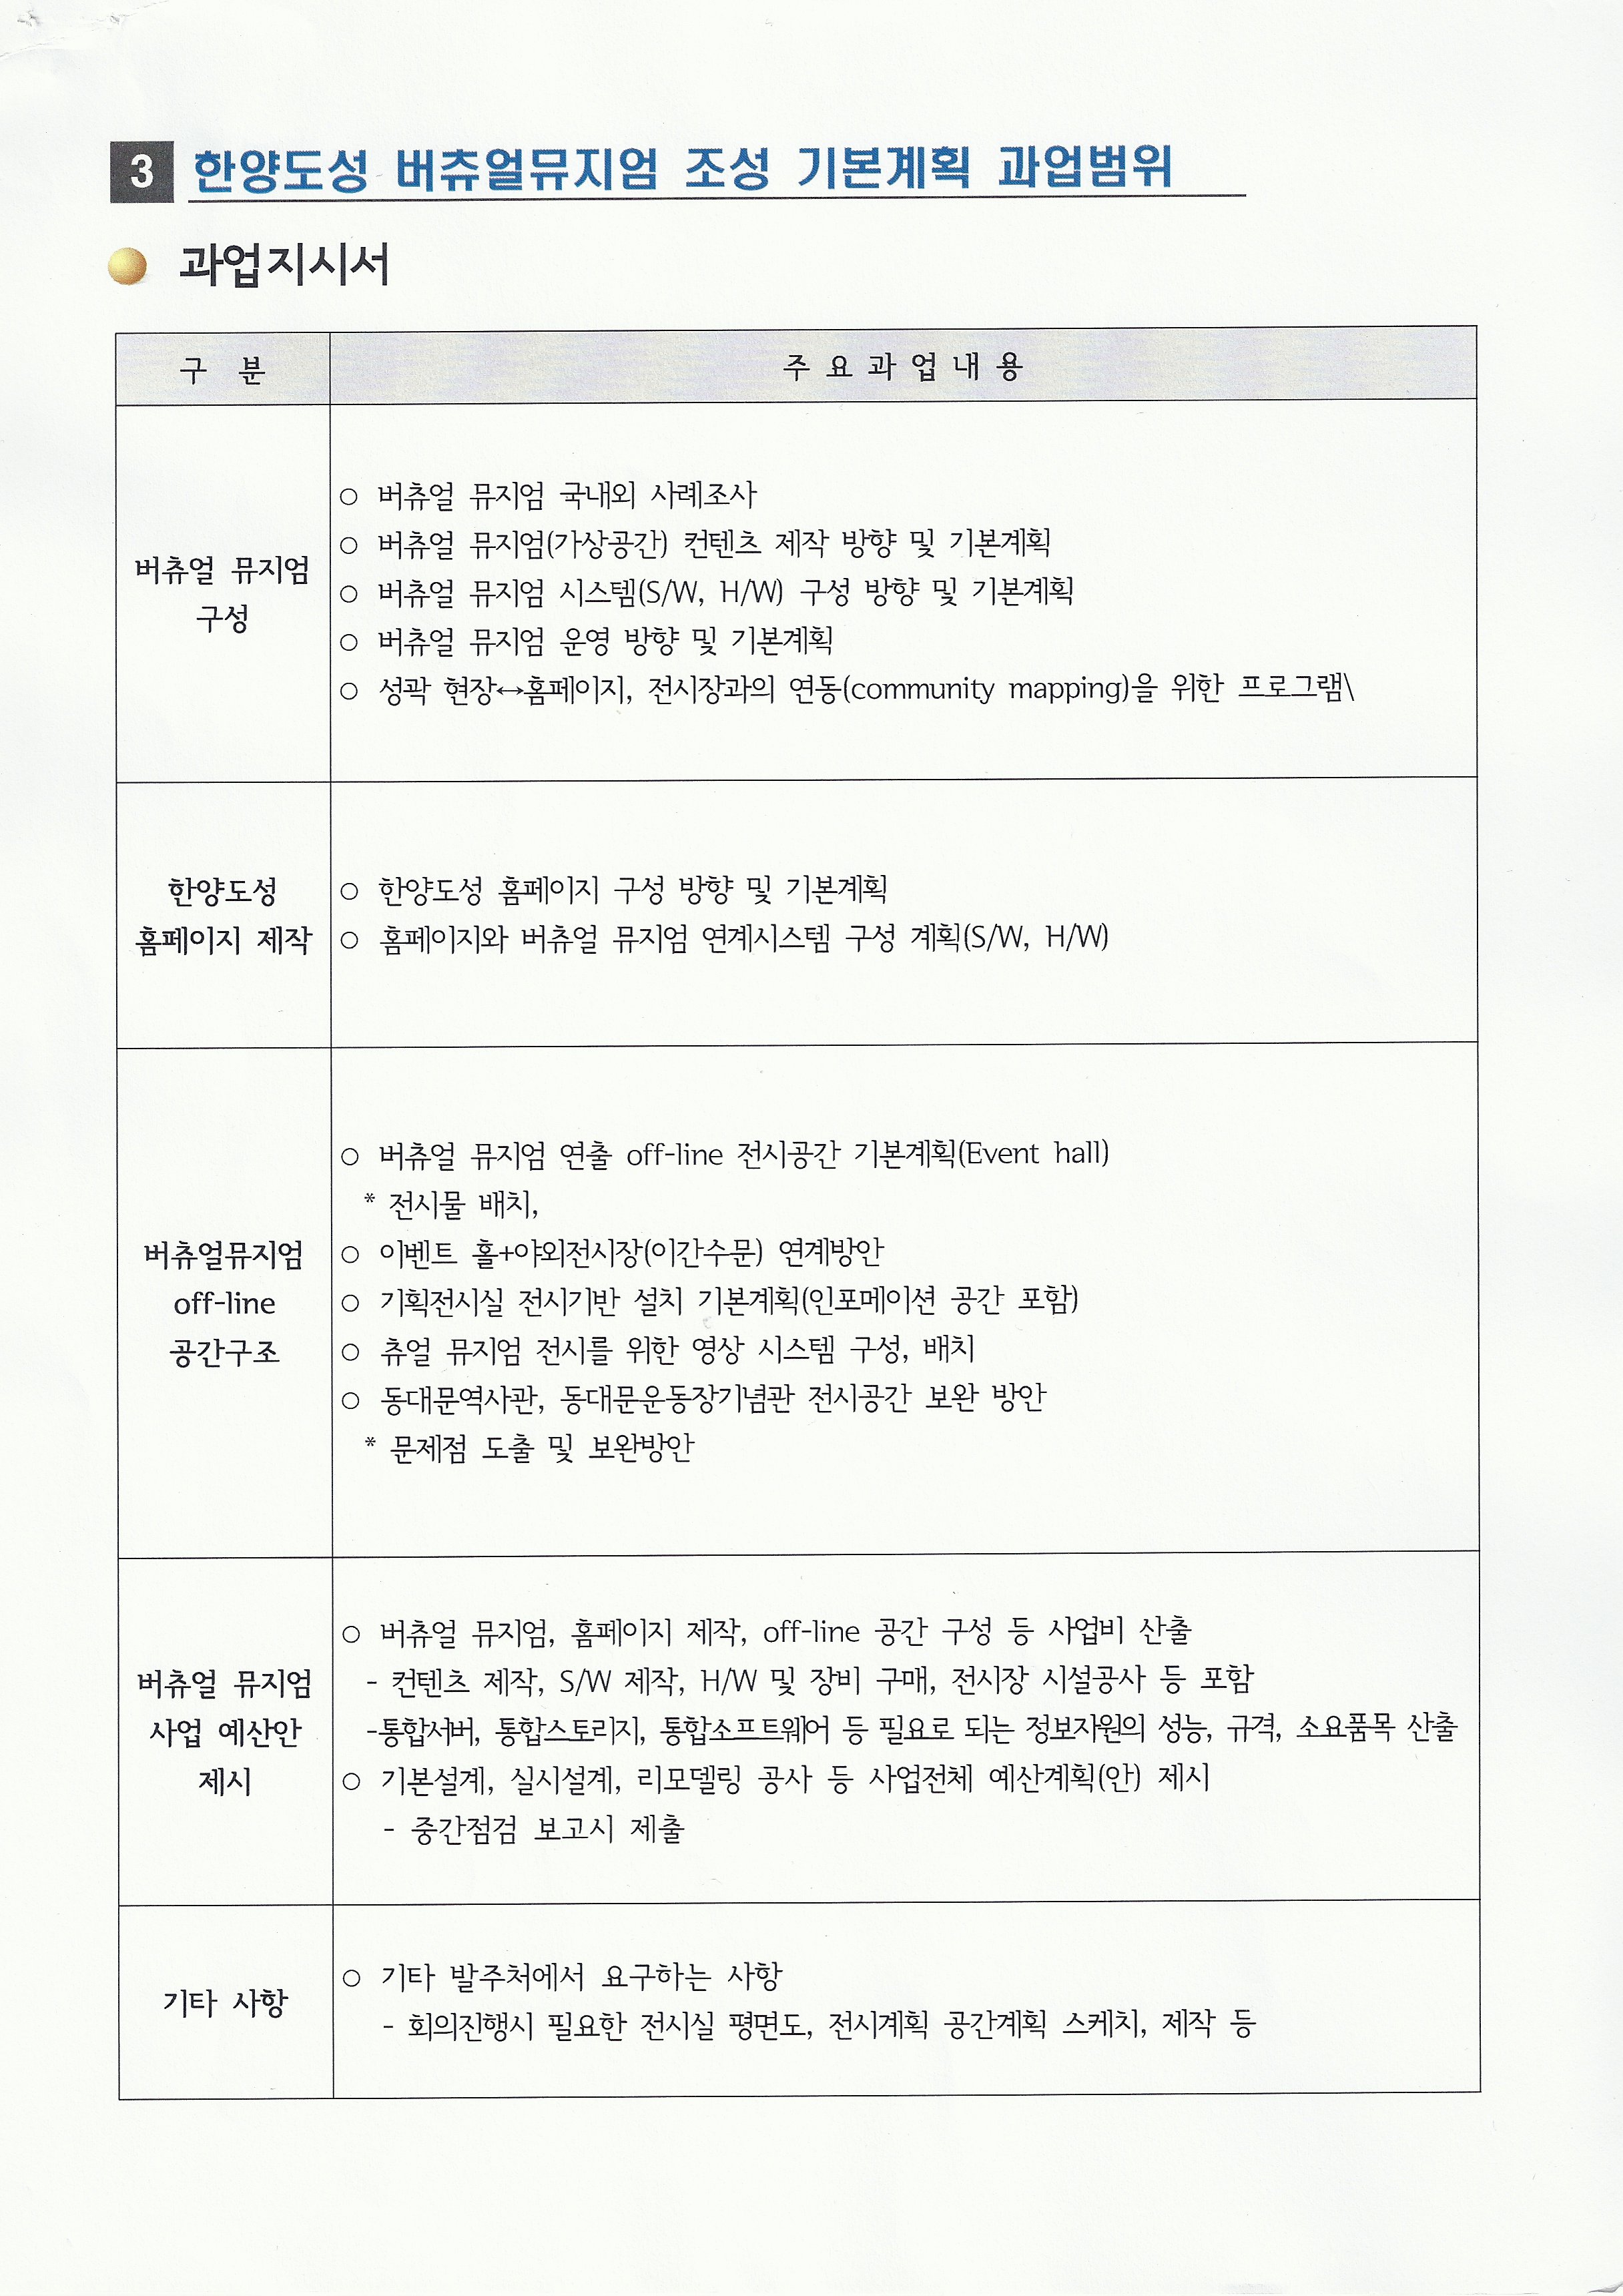 3 한양도성 버츄얼뮤지엄 조성 기본계획 과업범위
과업지시서
구 분
주 요 과 업 내 용
버츄얼 뮤지엄
구성
○ 버츄얼 뮤지엄 국내외 사례조사
○ 버츄얼 뮤지엄(가상공간) 컨텐츠 제작 방향 및 기본계획
○ 버츄얼 뮤지엄 시스템(S/W, H/W) 구성 방향 및 기본계획
○ 버츄얼 뮤지엄 운영 방향 및 기본계획
○ 성곽 현장↔홈페이지, 전시장과의 연동(community mapping)을 위한 프로그램\
한양도성
홈페이지 제작
○ 한양도성 홈페이지 구성 방향 및 기본계획
○ 홈페이지와 버츄얼 뮤지엄 연계시스템 구성 계획(S/W, H/W)
버츄얼뮤지엄
off-line
공간구조
○ 버츄얼 뮤지엄 연출 off-line 전시공간 기본계획(Event hall)
* 전시물 배치,
○ 이벤트 홀+야외전시장(이간수문) 연계방안
○ 기획전시실 전시기반 설치 기본계획(인포메이션 공간 포함)
○ 츄얼 뮤지엄 전시를 위한 영상 시스템 구성, 배치
○ 동대문역사관, 동대문운동장기념관 전시공간 보완 방안
* 문제점 도출 및 보완방안
버츄얼 뮤지엄
사업 예산안
제시
○ 버츄얼 뮤지엄, 홈페이지 제작, off-line 공간 구성 등 사업비 산출
- 컨텐츠 제작, S/W 제작, H/W 및 장비 구매, 전시장 시설공사 등 포함
-통합서버, 통합스토리지, 통합소프트웨어 등 필요로 되는 정보자원의 성능, 규격, 소요품목 산출
○ 기본설계, 실시설계, 리모델링 공사 등 사업전체 예산계획(안) 제시
- 중간점검 보고시 제출
기타 사항
○ 기타 발주처에서 요구하는 사항
- 회의진행시 필요한 전시실 평면도, 전시계획 공간계획 스케치, 제작 등